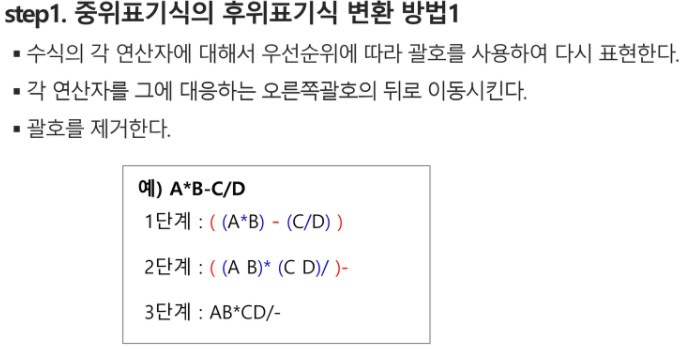 step1. 중위표기식의 후위표기식 변환 방법1
▪ 수식의 각 연산자에 대해서 우선순위에 따라 괄호를 사용하여 다시 표현한다.
▪ 각 연산자를 그에 대응하는 오른쪽괄호의 뒤로 이동시킨다.
▪ 괄호를 제거한다.
예) A*B-C/D
1단계 : ( (A*B) - (C/D) )
2단계 : ( (A B)* (C D)/ )-
3단계 : AB*CD/-